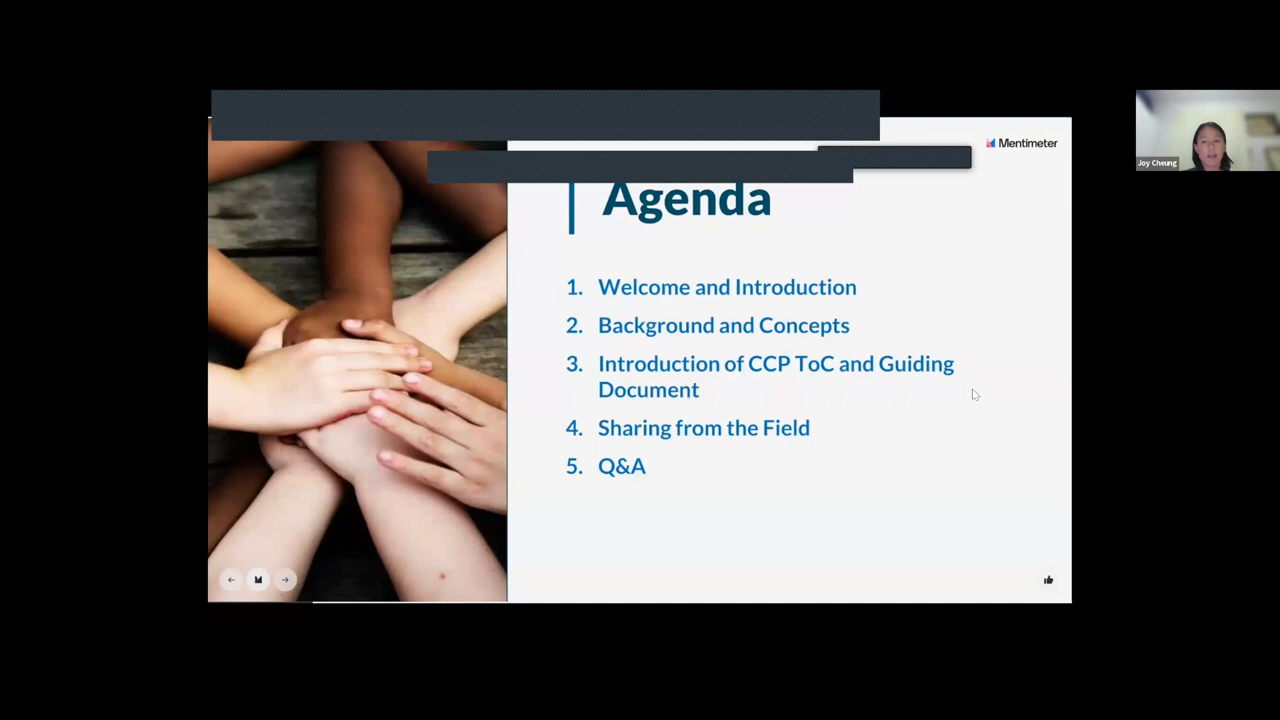 Mentimeter
Joy Cheung
Agenda
1. Welcome and Introduction
2. Background and Concepts
3. Introduction of CCP ToC and Guiding
Document
4. Sharing from the Field
5. Q&A